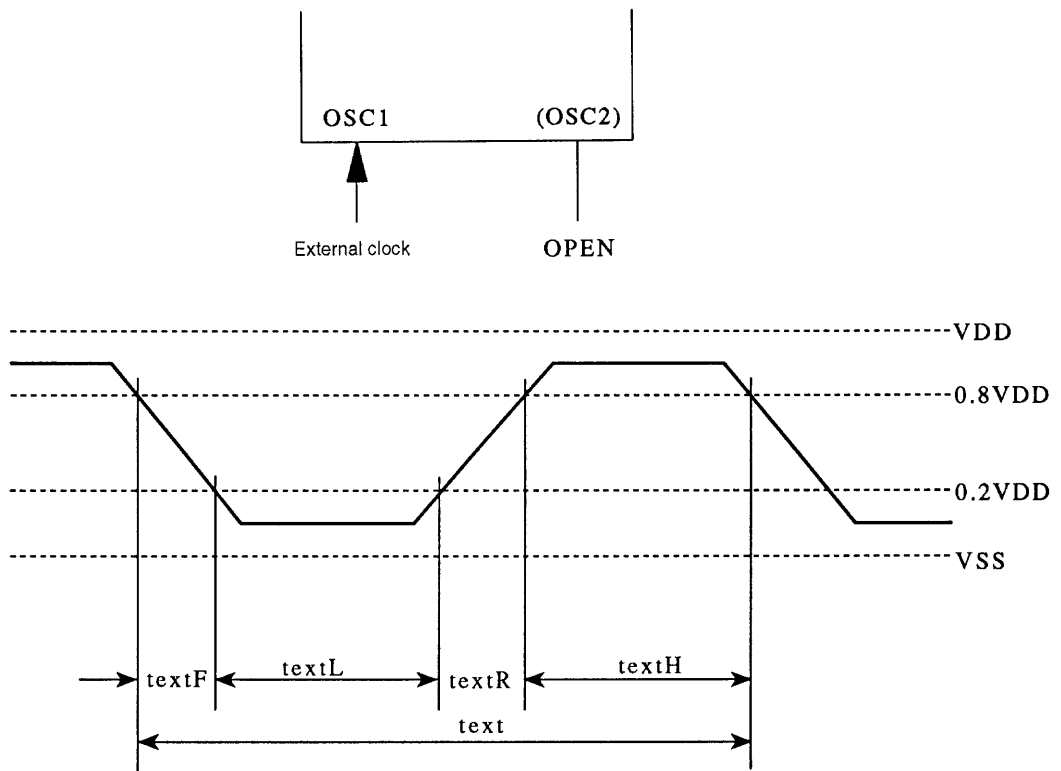 OSC1 (OSC2)
External clock OPEN
VDD
0.8VDD
0.2VDD
VSS
textF textL textR textH
text